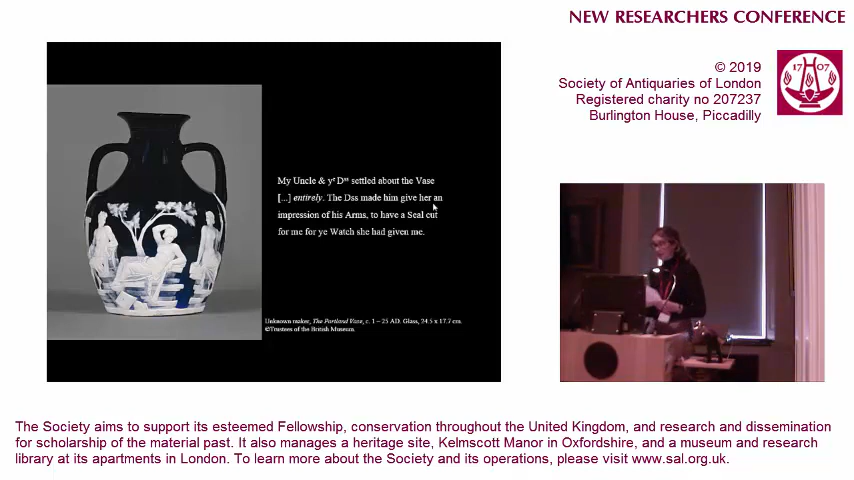 NEW RESEARCHERS CONFERENCE
© 2019
Society of Antiquaries of London
Registered charity no 207237
Burlington House, Piccadilly
1707
My Uncle & yᵉ Dˢˢ settled about the Vase
[...] entirely. The Dss made him give her an
impression of his Arms, to have a Seal cut
for me for ye Watch she had given me.
Unknown maker, The Portland Vase, c. 1 – 25 AD. Glass, 24.5 x 17.7 cm.
©Trustees of the British Museum.
The Society aims to support its esteemed Fellowship, conservation throughout the United Kingdom, and research and dissemination
for scholarship of the material past. It also manages a heritage site, Kelmscott Manor in Oxfordshire, and a museum and research
library at its apartments in London. To learn more about the Society and its operations, please visit www.sal.org.uk.